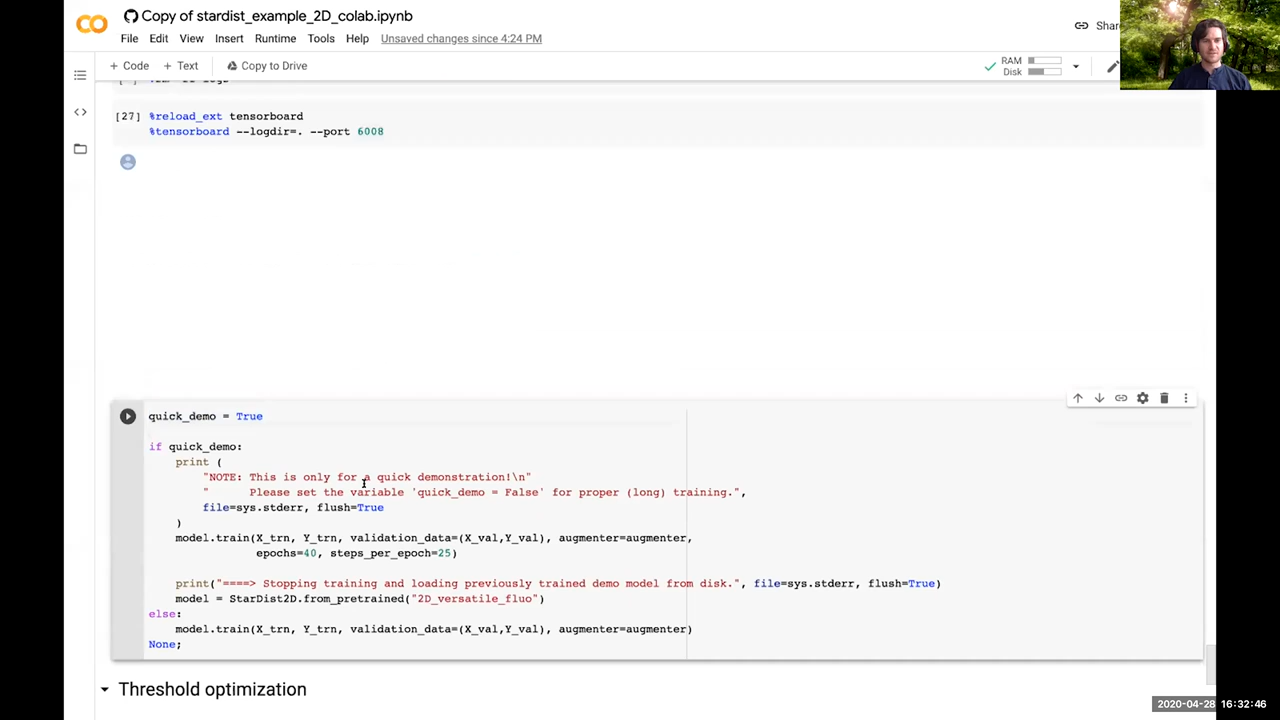 Copy of stardist_example_2D_colab.ipynb
File Edit View Insert Runtime Tools Help Unsaved changes since 4:24 PM
+ Code + Text Copy to Drive
RAM
Disk
[27] %reload_ext tensorboard
%tensorboard --logdir=. --port 6008
quick_demo = True
if quick_demo:
print (
"NOTE: This is only for a quick demonstration!\n"
"      Please set the variable 'quick_demo = False' for proper (long) training.",
file=sys.stderr, flush=True
)
model.train(X_trn, Y_trn, validation_data=(X_val,Y_val), augmenter=augmenter,
epochs=40, steps_per_epoch=25)
print("====> Stopping training and loading previously trained demo model from disk.", file=sys.stderr, flush=True)
model = StarDist2D.from_pretrained("2D_versatile_fluo")
else:
model.train(X_trn, Y_trn, validation_data=(X_val,Y_val), augmenter=augmenter)
None;
Threshold optimization
2020-04-28 16:32:46